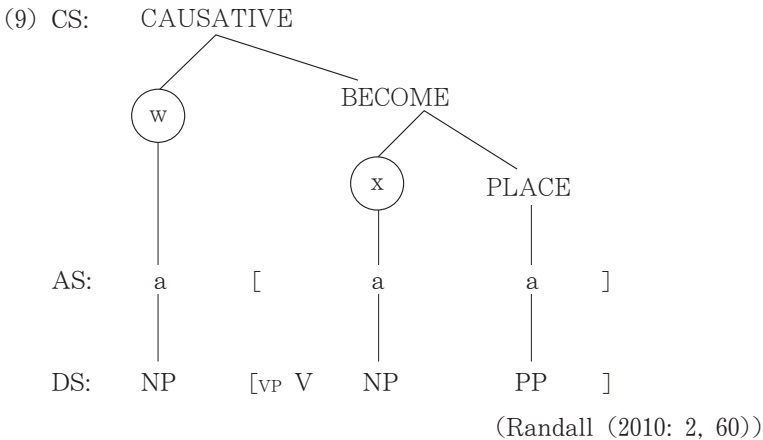 (9) CS: CAUSATIVE
w BECOME
x PLACE
AS: a [ a a ]
DS: NP [VP V NP PP ]
(Randall (2010: 2, 60))